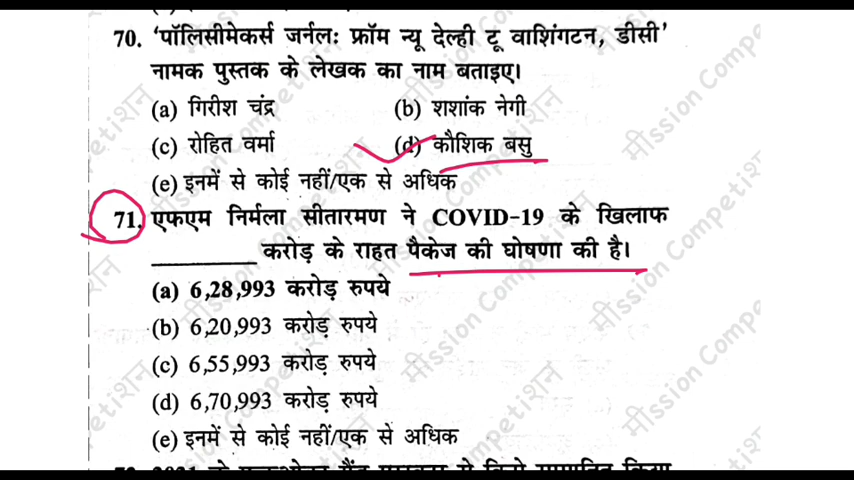 70. 'पॉलिसीमेकर्स जर्नलः फ्रॉम न्यू देल्ही टू वाशिंगटन, डीसी'
नामक पुस्तक के लेखक का नाम बताइए।
(a) गिरीश चंद्र (b) शशांक नेगी
(c) रोहित वर्मा (d) कौशिक बसु
(e) इनमें से कोई नहीं/एक से अधिक
71. एफएम निर्मला सीतारमण ने COVID-19 के खिलाफ
________ करोड़ के राहत पैकेज की घोषणा की है।
(a) 6,28,993 करोड़ रुपये
(b) 6,20,993 करोड़ रुपये
(c) 6,55,993 करोड़ रुपये
(d) 6,70,993 करोड़ रुपये
(e) इनमें से कोई नहीं/एक से अधिक
मीssion Competiशन